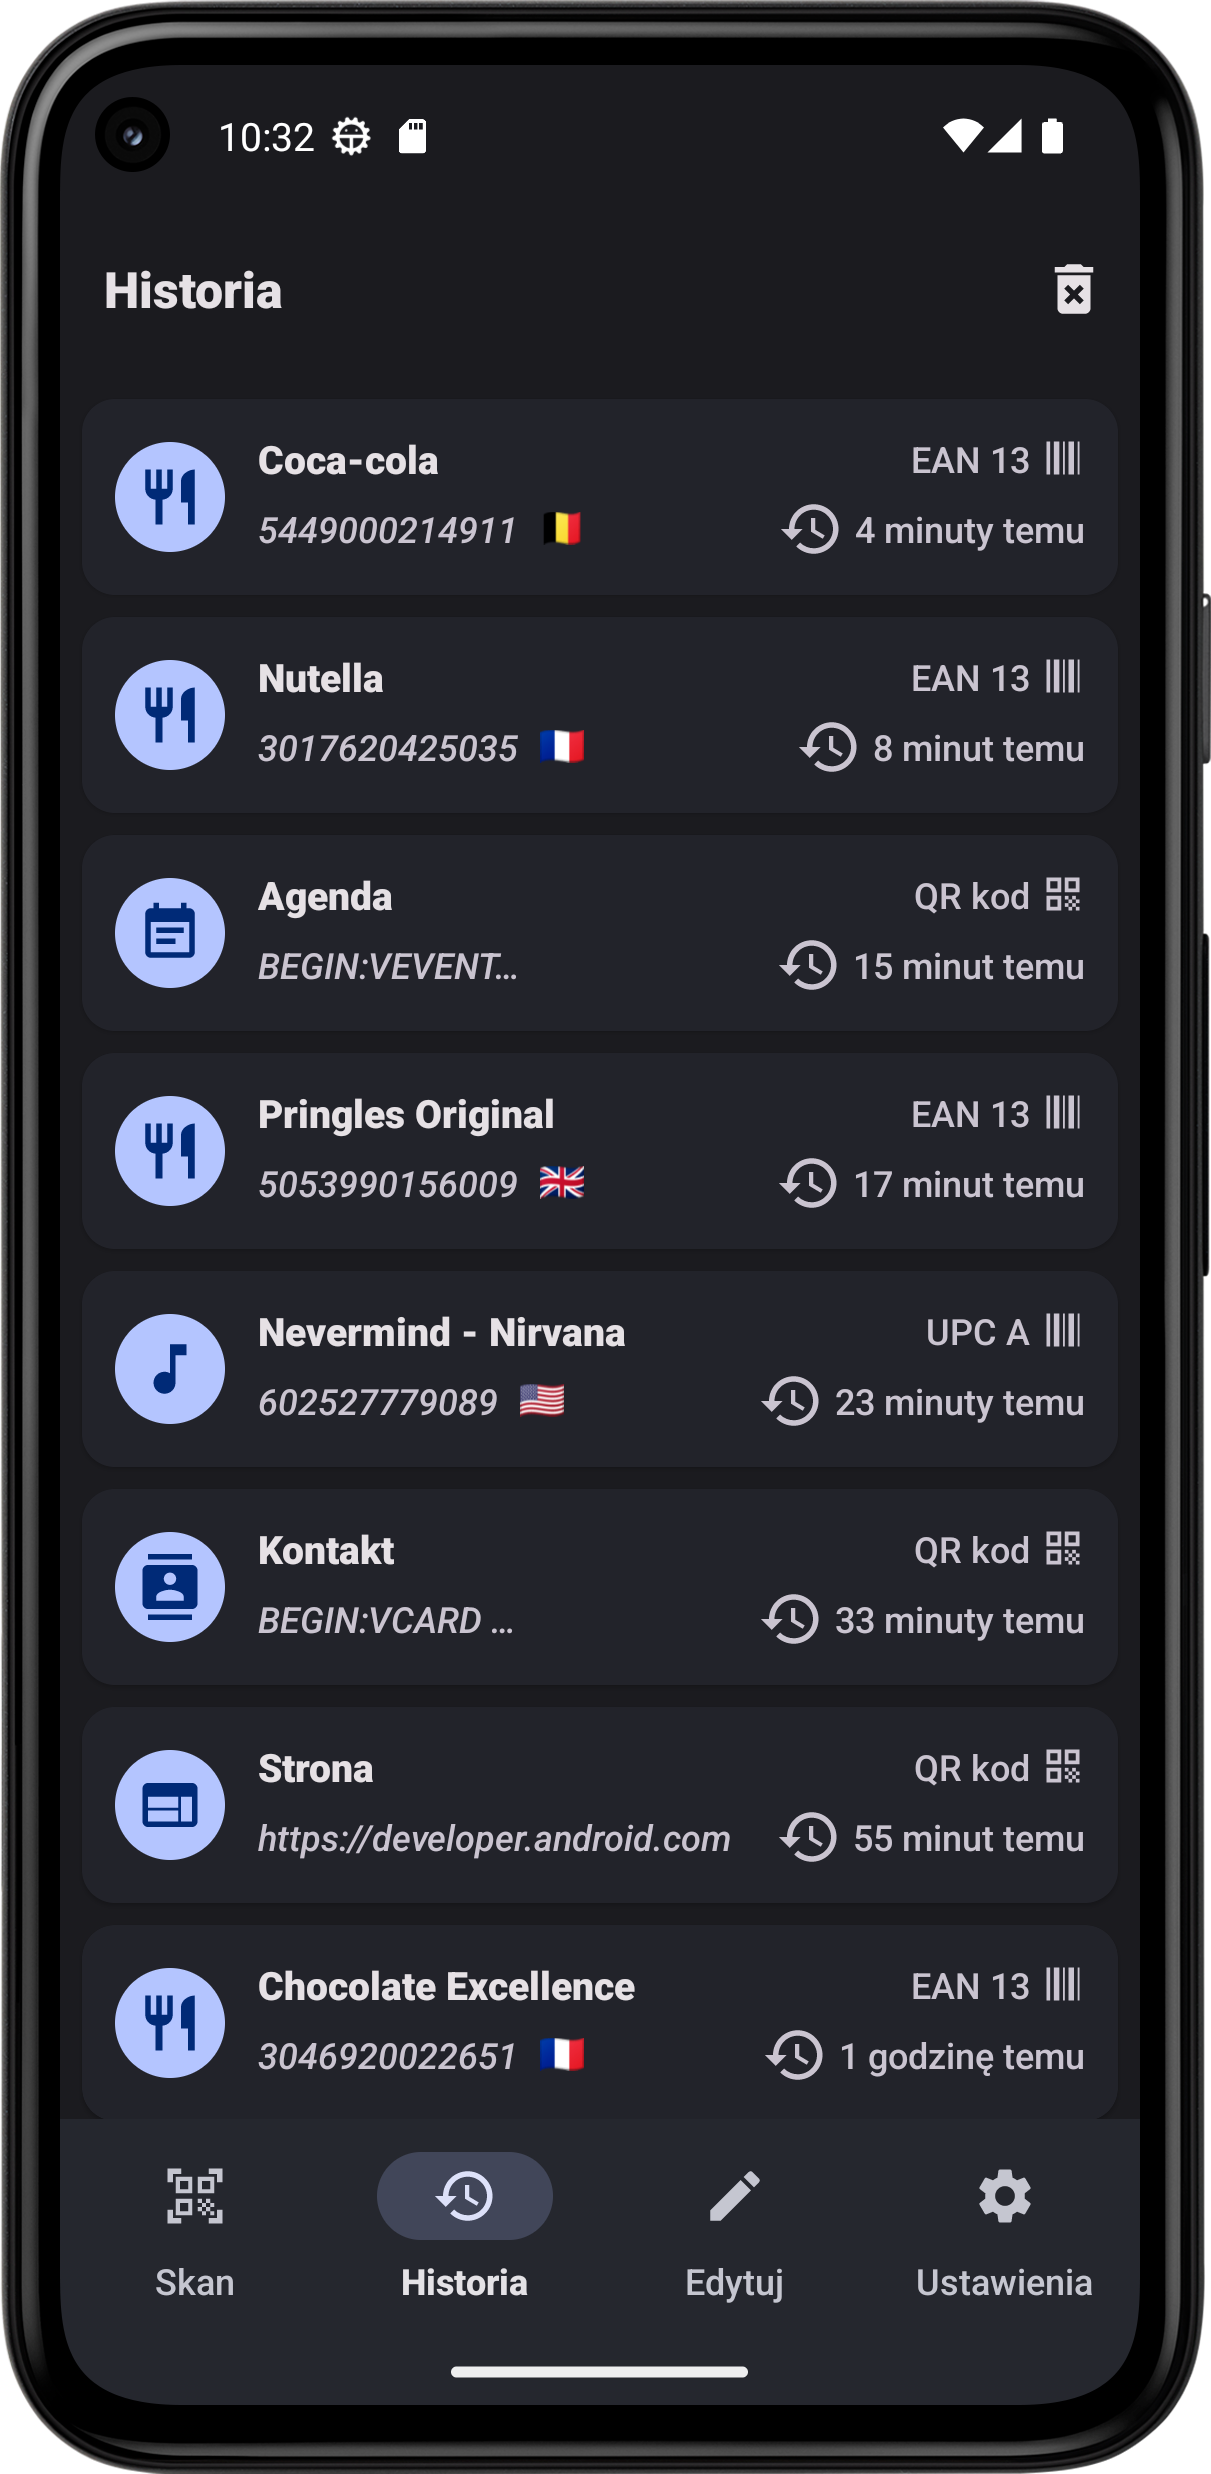 10:32
Historia
Coca-cola EAN 13
5449000214911 4 minuty temu
Nutella EAN 13
3017620425035 8 minut temu
Agenda QR kod
BEGIN:VEVENT... 15 minut temu
Pringles Original EAN 13
5053990156009 17 minut temu
Nevermind - Nirvana UPC A
602527779089 23 minuty temu
Kontakt QR kod
BEGIN:VCARD ... 33 minuty temu
Strona QR kod
https://developer.android.com 55 minut temu
Chocolate Excellence EAN 13
3046920022651 1 godzinę temu
Skan Historia Edytuj Ustawienia